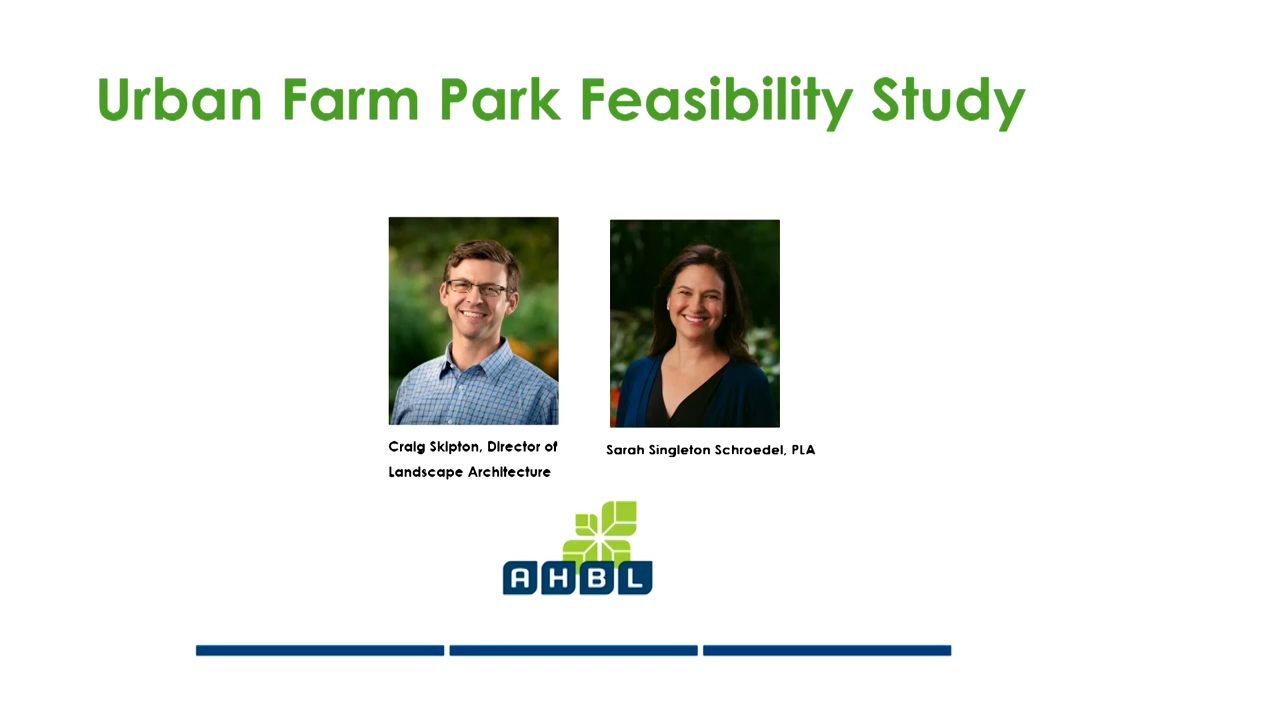 Urban Farm Park Feasibility Study
Craig Skipton, Director of
Landscape Architecture
Sarah Singleton Schroedel, PLA
AHBL